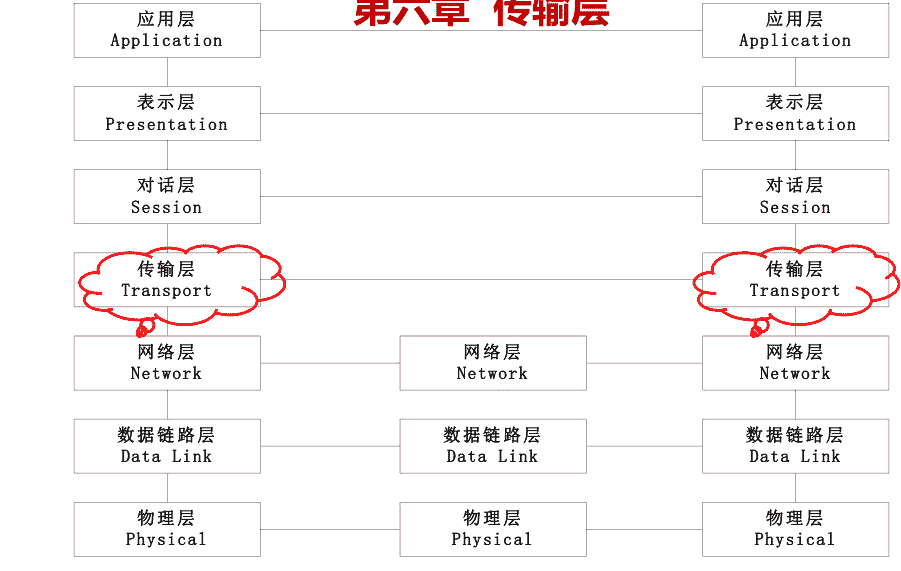 第六章 传输层
应用层
Application
应用层
Application
表示层
Presentation
表示层
Presentation
对话层
Session
对话层
Session
传输层
Transport
传输层
Transport
网络层
Network
网络层
Network
网络层
Network
数据链路层
Data Link
数据链路层
Data Link
数据链路层
Data Link
物理层
Physical
物理层
Physical
物理层
Physical